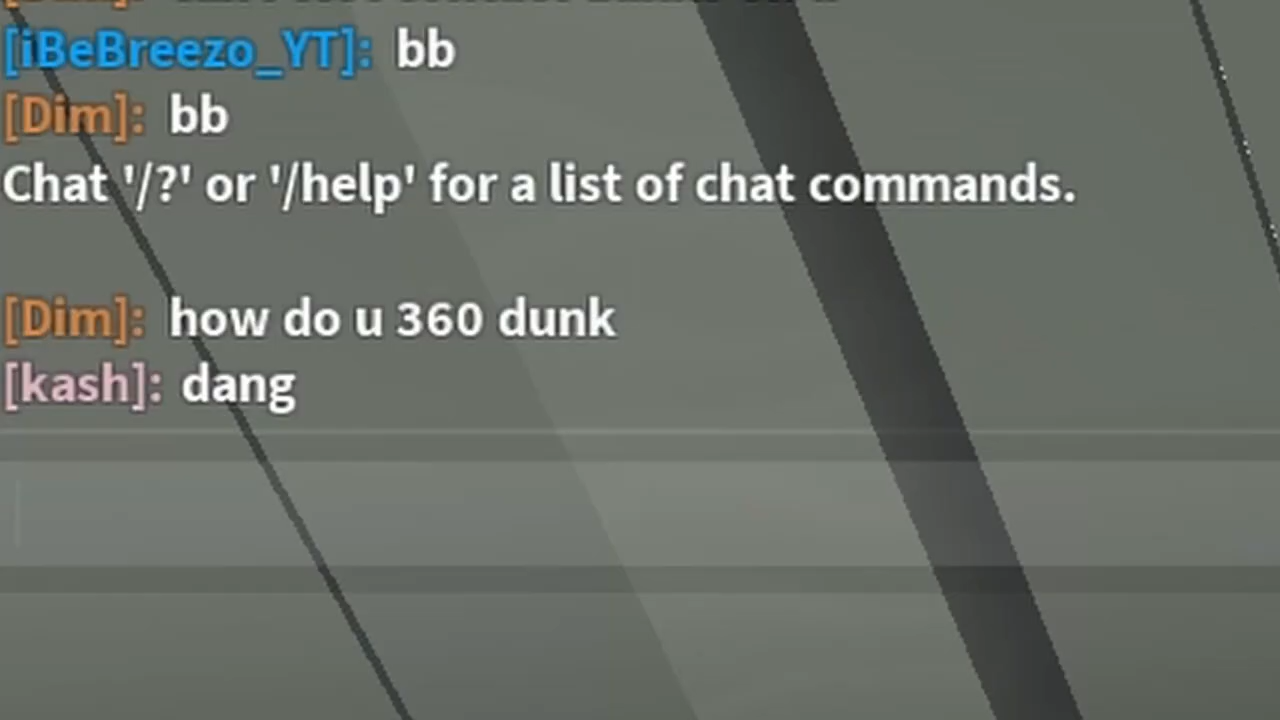 [iBeBreezo_YT]: bb
[Dim]: bb
Chat '/?' or '/help' for a list of chat commands.
[Dim]: how do u 360 dunk
[kash]: dang